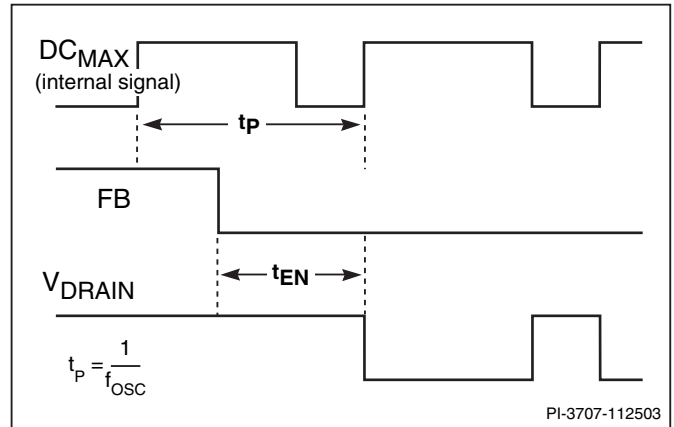 DCMAX
(internal signal)
tP
FB
tEN
VDRAIN
tP = 1/fOSC
PI-3707-112503